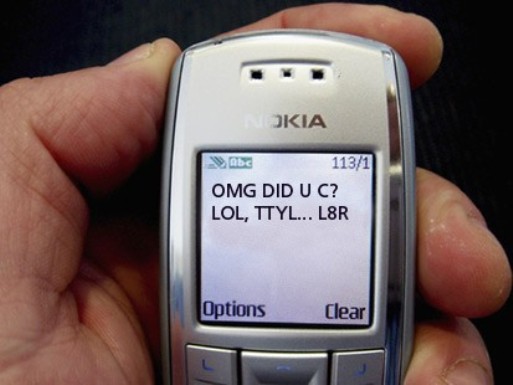 NOKIA
Abc 113/1
OMG DID U C?
LOL, TTYL... L8R
Options Clear